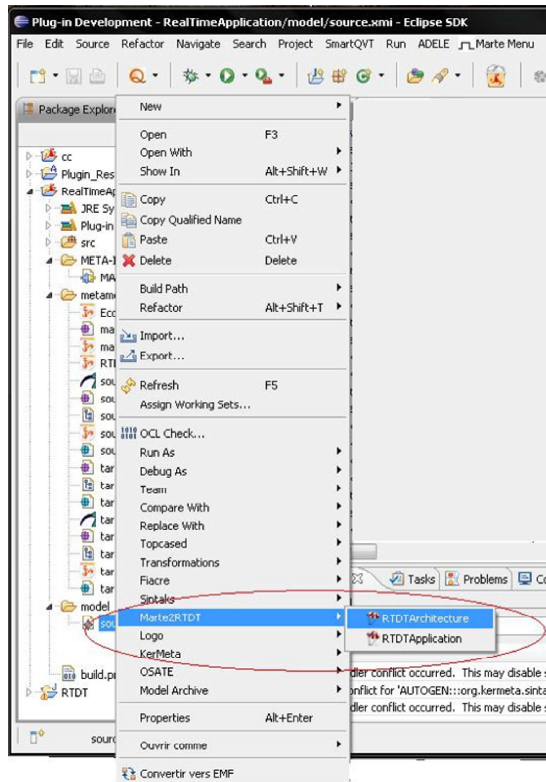 Plug-in Development - RealTimeApplication/model/source.xmi - Eclipse SDK
File Edit Source Refactor Navigate Search Project SmartQVT Run ADELE Marte Menu
Package Explor
cc
Plugin_Res
RealTimeAp
JRE Sy
Plug-in
src
META-I
MA
metam
Eco
ma
ma
RTI
sou
sou
sou
sou
sou
tar
tar
tar
tar
tar
tar
tar
tar
model
sou
build.pr
RTDT
sourc
New
Open F3
Open With
Show In Alt+Shift+W
Copy Ctrl+C
Copy Qualified Name
Paste Ctrl+V
Delete Delete
Build Path
Refactor Alt+Shift+T
Import...
Export...
Refresh F5
Assign Working Sets...
OCL Check...
Run As
Debug As
Team
Compare With
Replace With
Topcased
Transformations
Fiacre
Sintaks
Marte2RTDT
Logo
KerMeta
OSATE
Model Archive
Properties Alt+Enter
Ouvrir comme
Convertir vers EMF
RTDTArchitecture
RTDTApplication
Tasks Problems Co
dler conflict occurred. This may disable s
onflict for 'AUTOGEN:::org.kermeta.sinta
dler conflict occurred. This may disable s